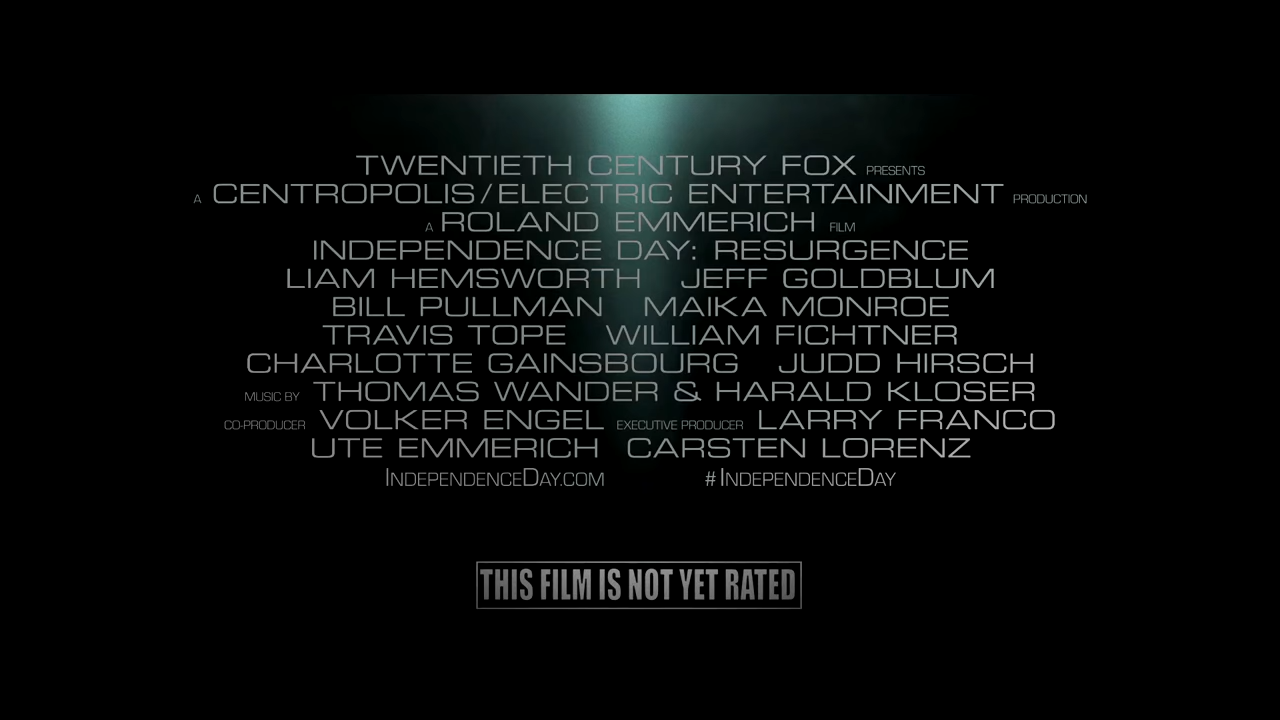 TWENTIETH CENTURY FOX PRESENTS
A CENTROPOLIS/ELECTRIC ENTERTAINMENT PRODUCTION
A ROLAND EMMERICH FILM
INDEPENDENCE DAY: RESURGENCE
LIAM HEMSWORTH JEFF GOLDBLUM
BILL PULLMAN MAIKA MONROE
TRAVIS TOPE WILLIAM FICHTNER
CHARLOTTE GAINSBOURG JUDD HIRSCH
MUSIC BY THOMAS WANDER & HARALD KLOSER
CO-PRODUCER VOLKER ENGEL EXECUTIVE PRODUCER LARRY FRANCO
UTE EMMERICH CARSTEN LORENZ
INDEPENDENCEDAY.COM #INDEPENDENCEDAY
THIS FILM IS NOT YET RATED